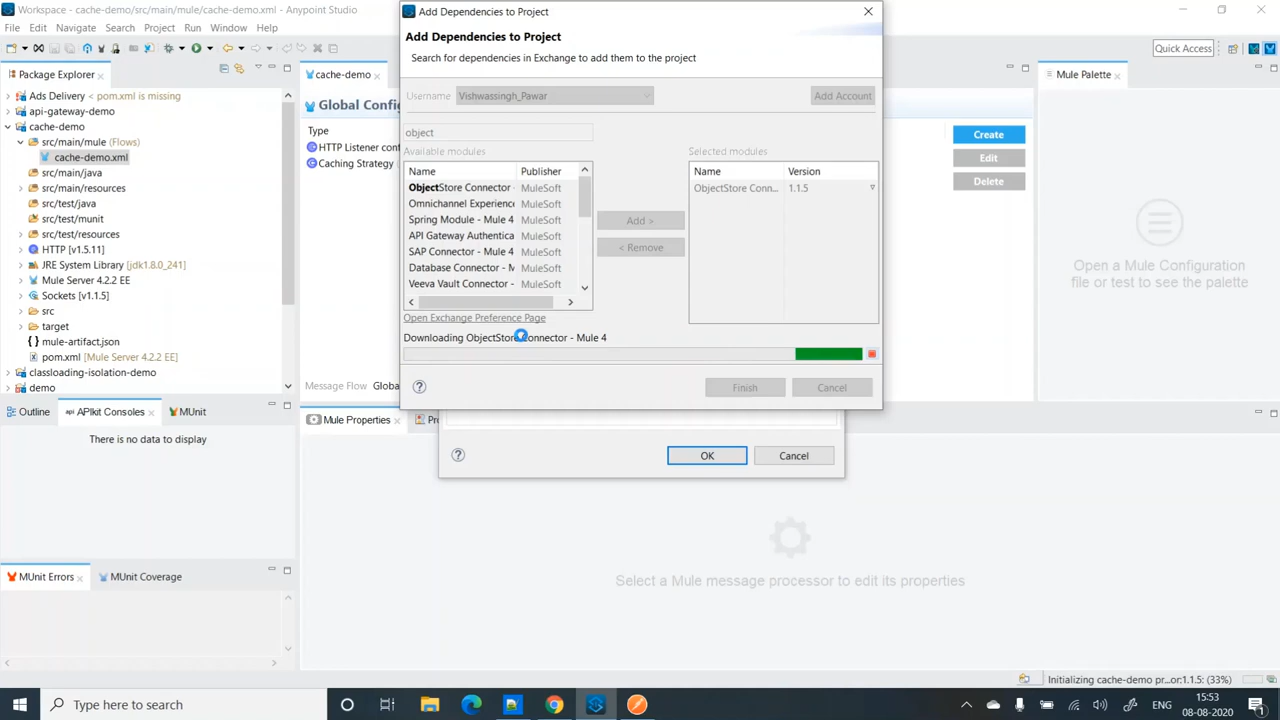 Workspace - cache-demo/src/main/mule/cache-demo.xml - Anypoint Studio
File Edit Navigate Search Project Run Window Help
Quick Access
Package Explorer
Ads Delivery < pom.xml is missing
api-gateway-demo
cache-demo
src/main/mule (Flows)
cache-demo.xml
src/main/java
src/main/resources
src/test/java
src/test/munit
src/test/resources
HTTP [v1.5.11]
JRE System Library [jdk1.8.0_241]
Mule Server 4.2.2 EE
Sockets [v1.1.5]
src
target
mule-artifact.json
pom.xml [Mule Server 4.2.2 EE]
classloading-isolation-demo
demo
cache-demo
Global Confi
Type
HTTP Listener conf
Caching Strategy
Create
Edit
Delete
Message Flow Globa
Mule Palette
Open a Mule Configuration
file or test to see the palette
Add Dependencies to Project
Add Dependencies to Project
Search for dependencies in Exchange to add them to the project
Username Vishwassingh_Pawar Add Account
object
Available modules
Name Publisher
ObjectStore Connector MuleSoft
Omnichannel Experience MuleSoft
Spring Module - Mule 4 MuleSoft
API Gateway Authentica MuleSoft
SAP Connector - Mule 4 MuleSoft
Database Connector - M MuleSoft
Veeva Vault Connector - MuleSoft
Add >
< Remove
Selected modules
Name Version
ObjectStore Conn... 1.1.5
Open Exchange Preference Page
Downloading ObjectStore Connector - Mule 4
Finish Cancel
OK Cancel
Outline APIkit Consoles MUnit
There is no data to display
MUnit Errors MUnit Coverage
Mule Properties Pr
Select a Mule message processor to edit its properties
Initializing cache-demo pr...or:1.1.5: (33%)
Type here to search
15:53
08-08-2020